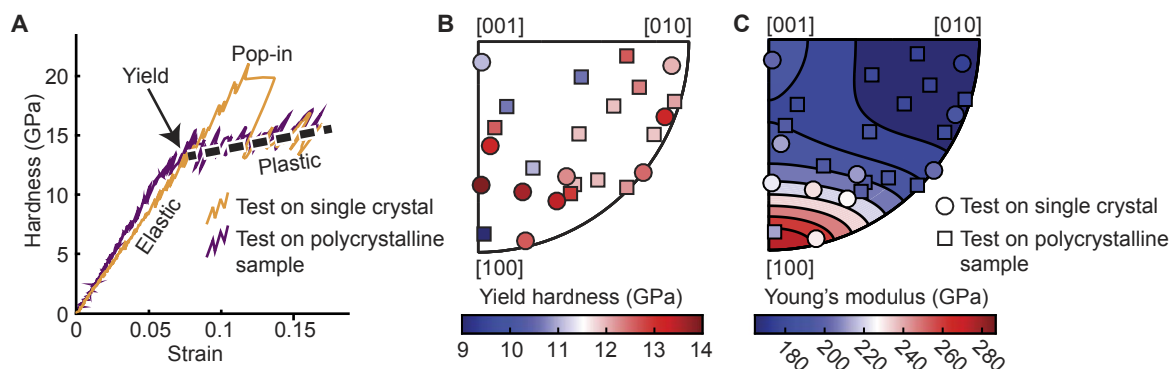 A
Hardness (GPa)
20
15
10
5
0
0
0.05
0.1
0.15
Strain
Yield
Pop-in
Elastic
Plastic
Test on single crystal
Test on polycrystalline
sample
B
[001]
[010]
[100]
Yield hardness (GPa)
9
10
11
12
13
14
C
[001]
[010]
[100]
Test on single crystal
Test on polycrystalline
sample
Young's modulus (GPa)
180
200
220
240
260
280